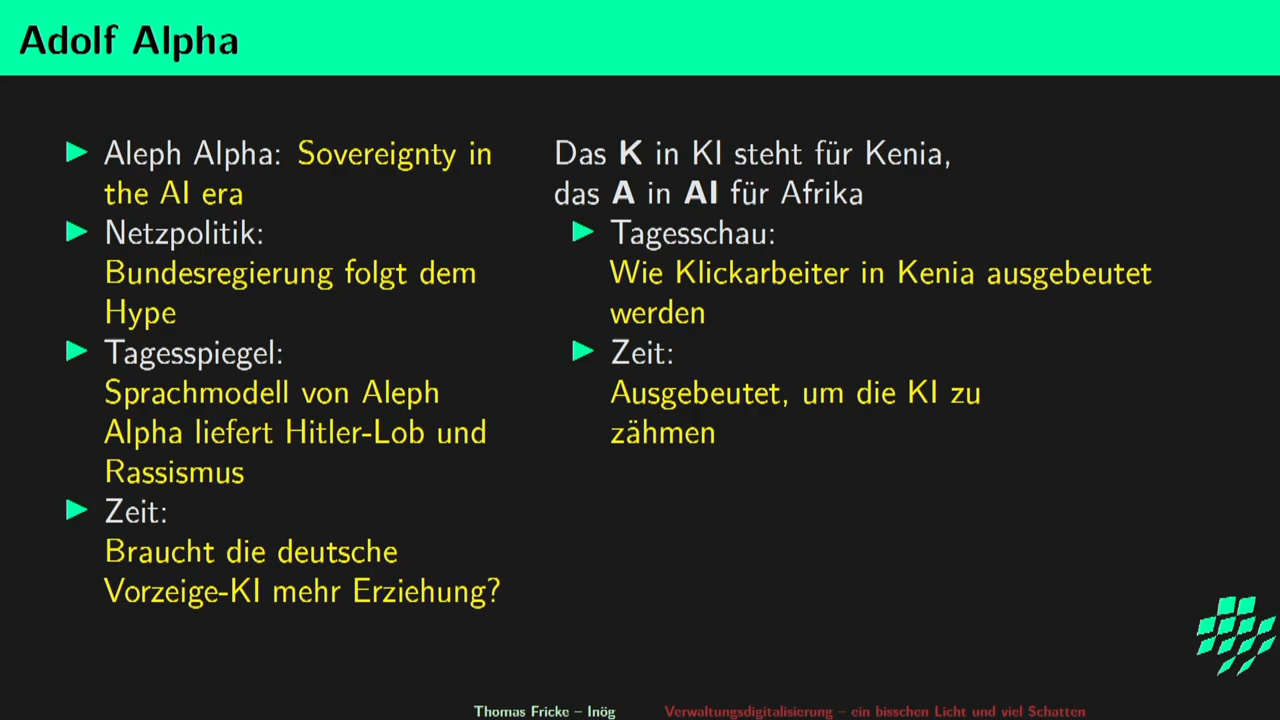 Adolf Alpha
Aleph Alpha: Sovereignty in
the AI era
Netzpolitik:
Bundesregierung folgt dem
Hype
Tagesspiegel:
Sprachmodell von Aleph
Alpha liefert Hitler-Lob und
Rassismus
Zeit:
Braucht die deutsche
Vorzeige-KI mehr Erziehung?
Das K in KI steht für Kenia,
das A in AI für Afrika
Tagesschau:
Wie Klickarbeiter in Kenia ausgebeutet
werden
Zeit:
Ausgebeutet, um die KI zu
zähmen
Thomas Fricke – Inög
Verwaltungsdigitalisierung – ein bisschen Licht und viel Schatten